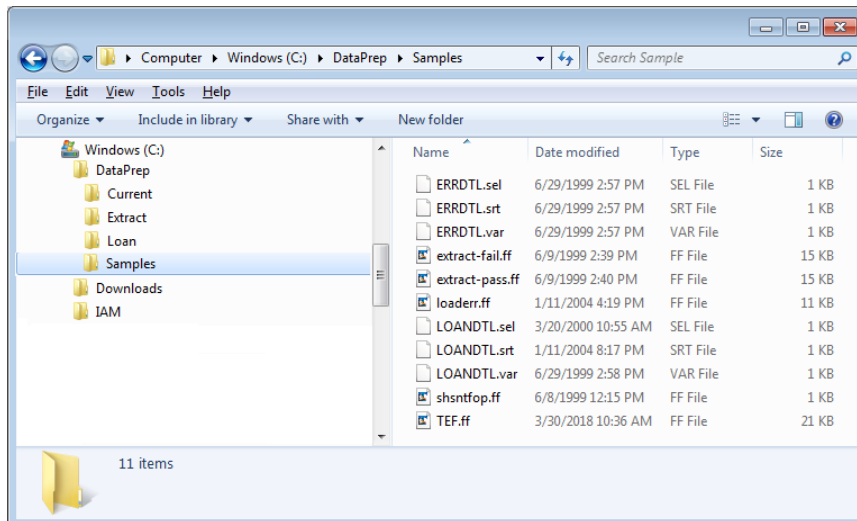 Computer Windows (C:) DataPrep Samples Search Sample
File Edit View Tools Help
Organize Include in library Share with New folder
Windows (C:)
DataPrep
Current
Extract
Loan
Samples
Downloads
IAM
Name Date modified Type Size
ERRDTL.sel 6/29/1999 2:57 PM SEL File 1 KB
ERRDTL.srt 6/29/1999 2:57 PM SRT File 1 KB
ERRDTL.var 6/29/1999 2:57 PM VAR File 1 KB
extract-fail.ff 6/9/1999 2:39 PM FF File 15 KB
extract-pass.ff 6/9/1999 2:40 PM FF File 15 KB
loaderr.ff 1/11/2004 4:19 PM FF File 11 KB
LOANDTL.sel 3/20/2000 10:55 AM SEL File 1 KB
LOANDTL.srt 1/11/2004 8:17 PM SRT File 1 KB
LOANDTL.var 6/29/1999 2:58 PM VAR File 1 KB
shsntfop.ff 6/8/1999 12:15 PM FF File 1 KB
TEF.ff 3/30/2018 10:36 AM FF File 21 KB
11 items